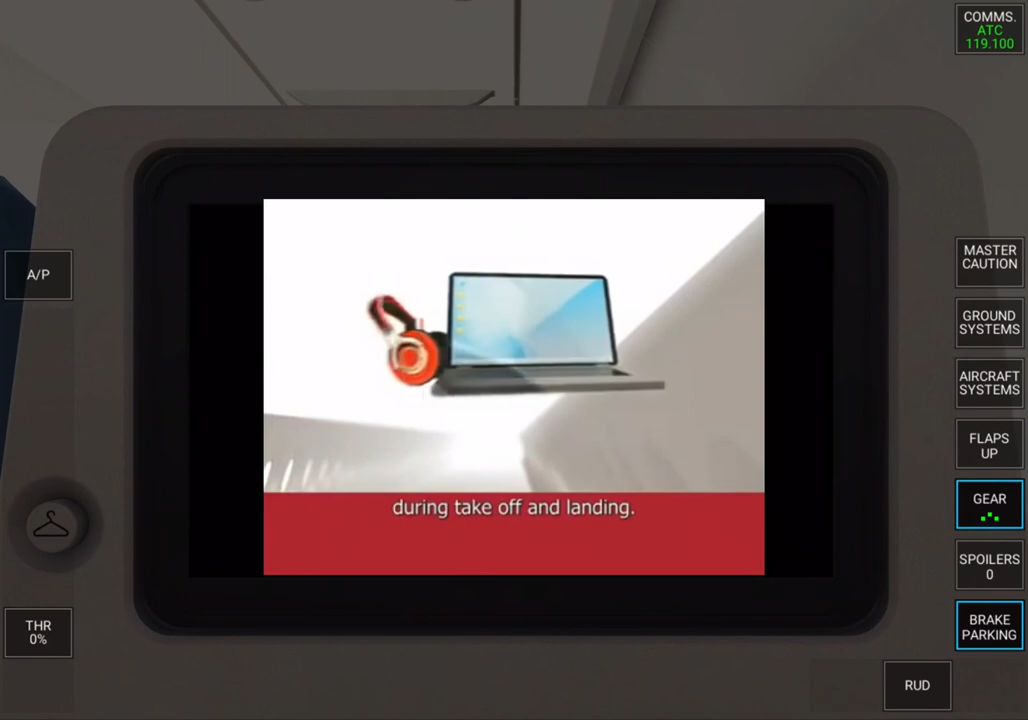 COMMS.
ATC
119.100
A/P
MASTER
CAUTION
GROUND
SYSTEMS
AIRCRAFT
SYSTEMS
FLAPS
UP
GEAR
during take off and landing.
SPOILERS
0
THR
0%
BRAKE
PARKING
RUD